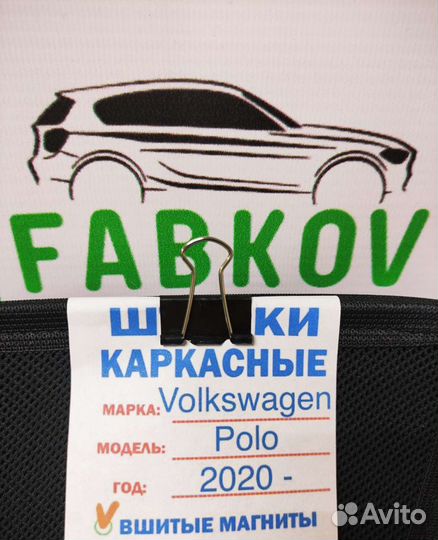 FABKOV
КАРКАСНЫЕ
МАРКА: Volkswagen
МОДЕЛЬ: Polo
ГОД: 2020 -
ВШИТЫЕ МАГНИТЫ
Avito